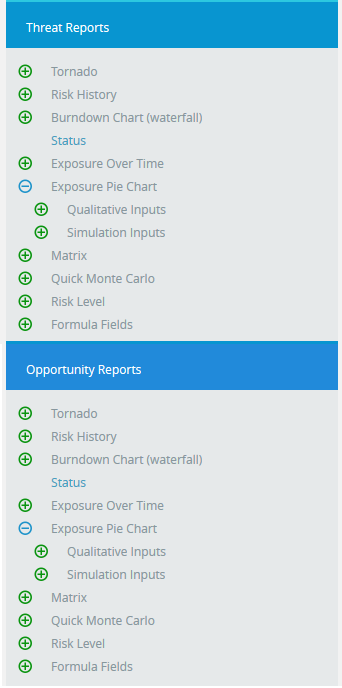 Threat Reports
Tornado
Risk History
Burndown Chart (waterfall)
Status
Exposure Over Time
Exposure Pie Chart
Qualitative Inputs
Simulation Inputs
Matrix
Quick Monte Carlo
Risk Level
Formula Fields
Opportunity Reports
Tornado
Risk History
Burndown Chart (waterfall)
Status
Exposure Over Time
Exposure Pie Chart
Qualitative Inputs
Simulation Inputs
Matrix
Quick Monte Carlo
Risk Level
Formula Fields